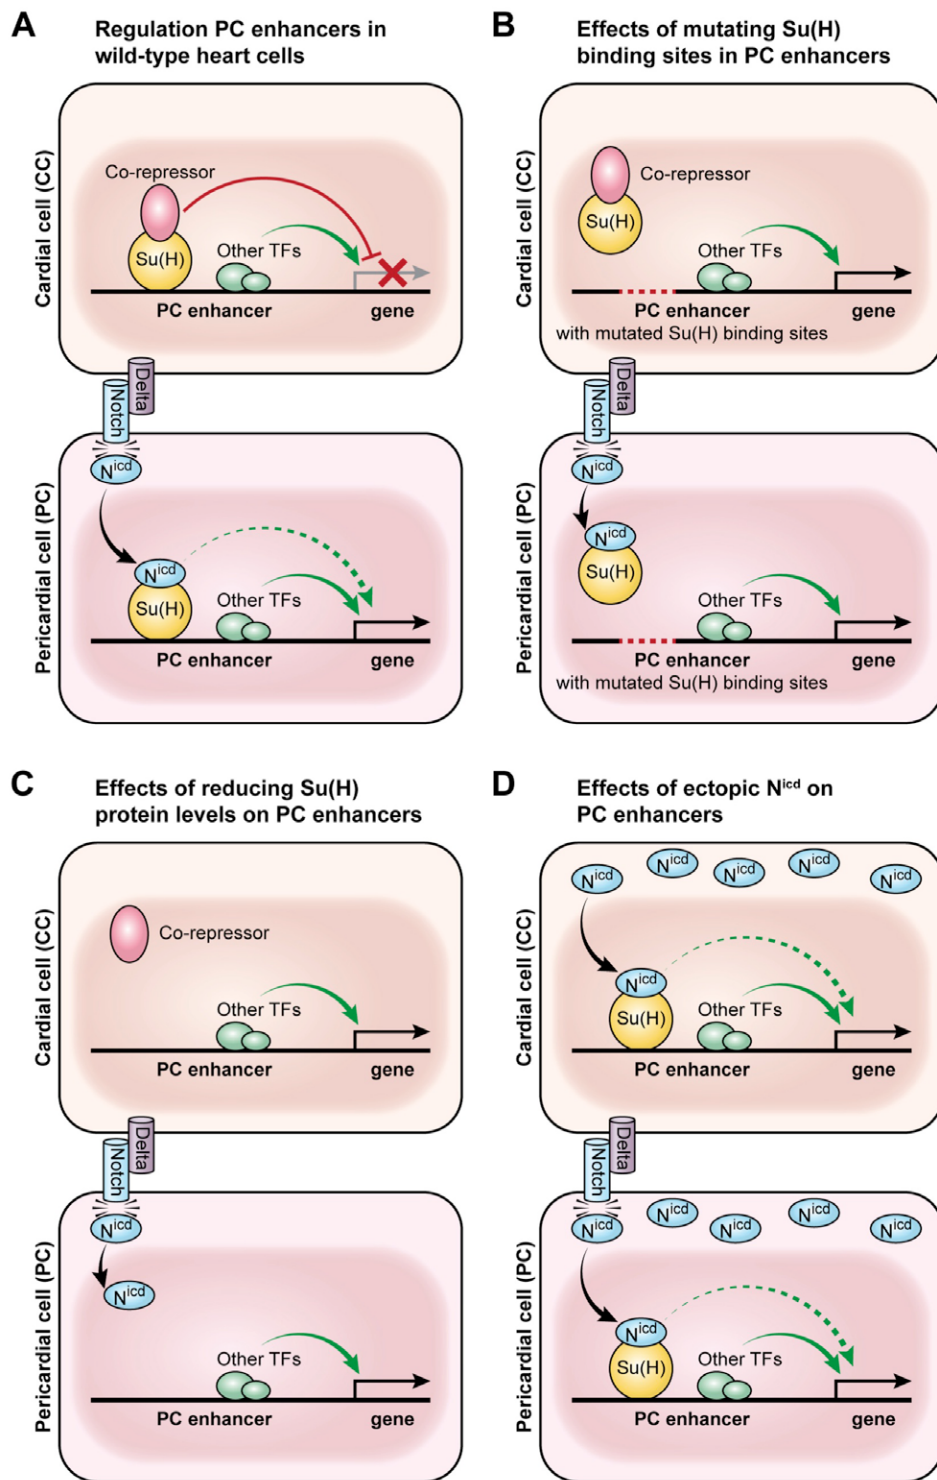 A
Regulation PC enhancers in
wild-type heart cells
Cardial cell (CC)
Co-repressor
Su(H)
Other TFs
PC enhancer
gene
Notch
Delta
Nicd
Pericardial cell (PC)
Nicd
Su(H)
Other TFs
PC enhancer
gene
B
Effects of mutating Su(H)
binding sites in PC enhancers
Cardial cell (CC)
Co-repressor
Su(H)
Other TFs
PC enhancer
gene
with mutated Su(H) binding sites
Notch
Delta
Nicd
Pericardial cell (PC)
Nicd
Su(H)
Other TFs
PC enhancer
gene
with mutated Su(H) binding sites
C
Effects of reducing Su(H)
protein levels on PC enhancers
Cardial cell (CC)
Co-repressor
Other TFs
PC enhancer
gene
Notch
Delta
Nicd
Pericardial cell (PC)
Nicd
Other TFs
PC enhancer
gene
D
Effects of ectopic Nicd on
PC enhancers
Cardial cell (CC)
Nicd
Nicd
Nicd
Nicd
Nicd
Nicd
Su(H)
Other TFs
PC enhancer
gene
Notch
Delta
Nicd
Nicd
Nicd
Nicd
Nicd
Pericardial cell (PC)
Nicd
Su(H)
Other TFs
PC enhancer
gene